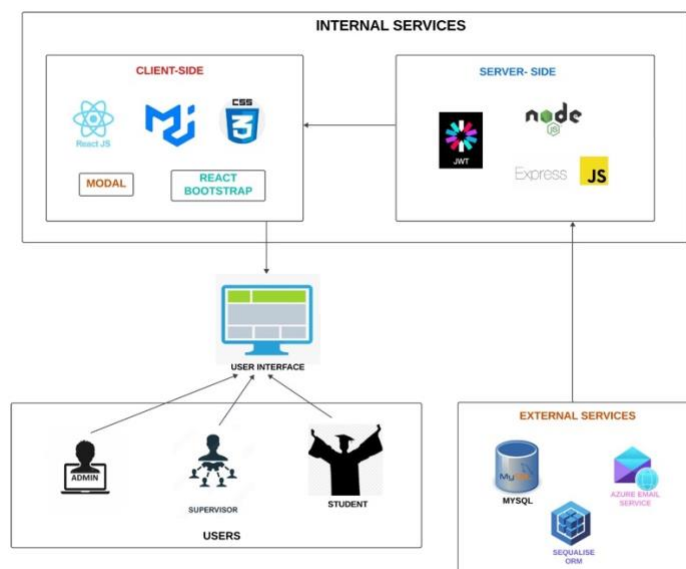 INTERNAL SERVICES
CLIENT-SIDE
CSS
3
React JS
MODAL
REACT
BOOTSTRAP
SERVER- SIDE
JWT
node
JS
Express
JS
USER INTERFACE
ADMIN
SUPERVISOR
STUDENT
USERS
EXTERNAL SERVICES
MySQL
MYSQL
AZURE EMAIL
SERVICE
SEQUALISE
ORM